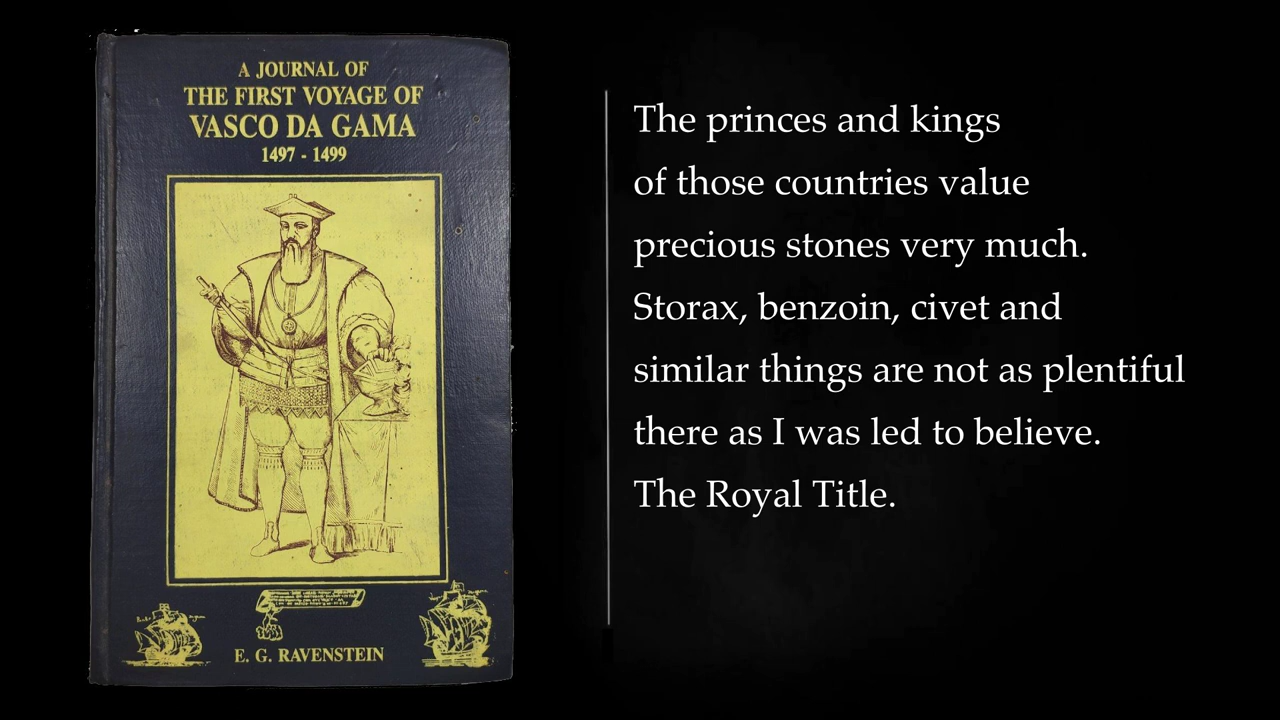 A JOURNAL OF
THE FIRST VOYAGE OF
VASCO DA GAMA
1497 - 1499
E. G. RAVENSTEIN
The princes and kings
of those countries value
precious stones very much.
Storax, benzoin, civet and
similar things are not as plentiful
there as I was led to believe.
The Royal Title.